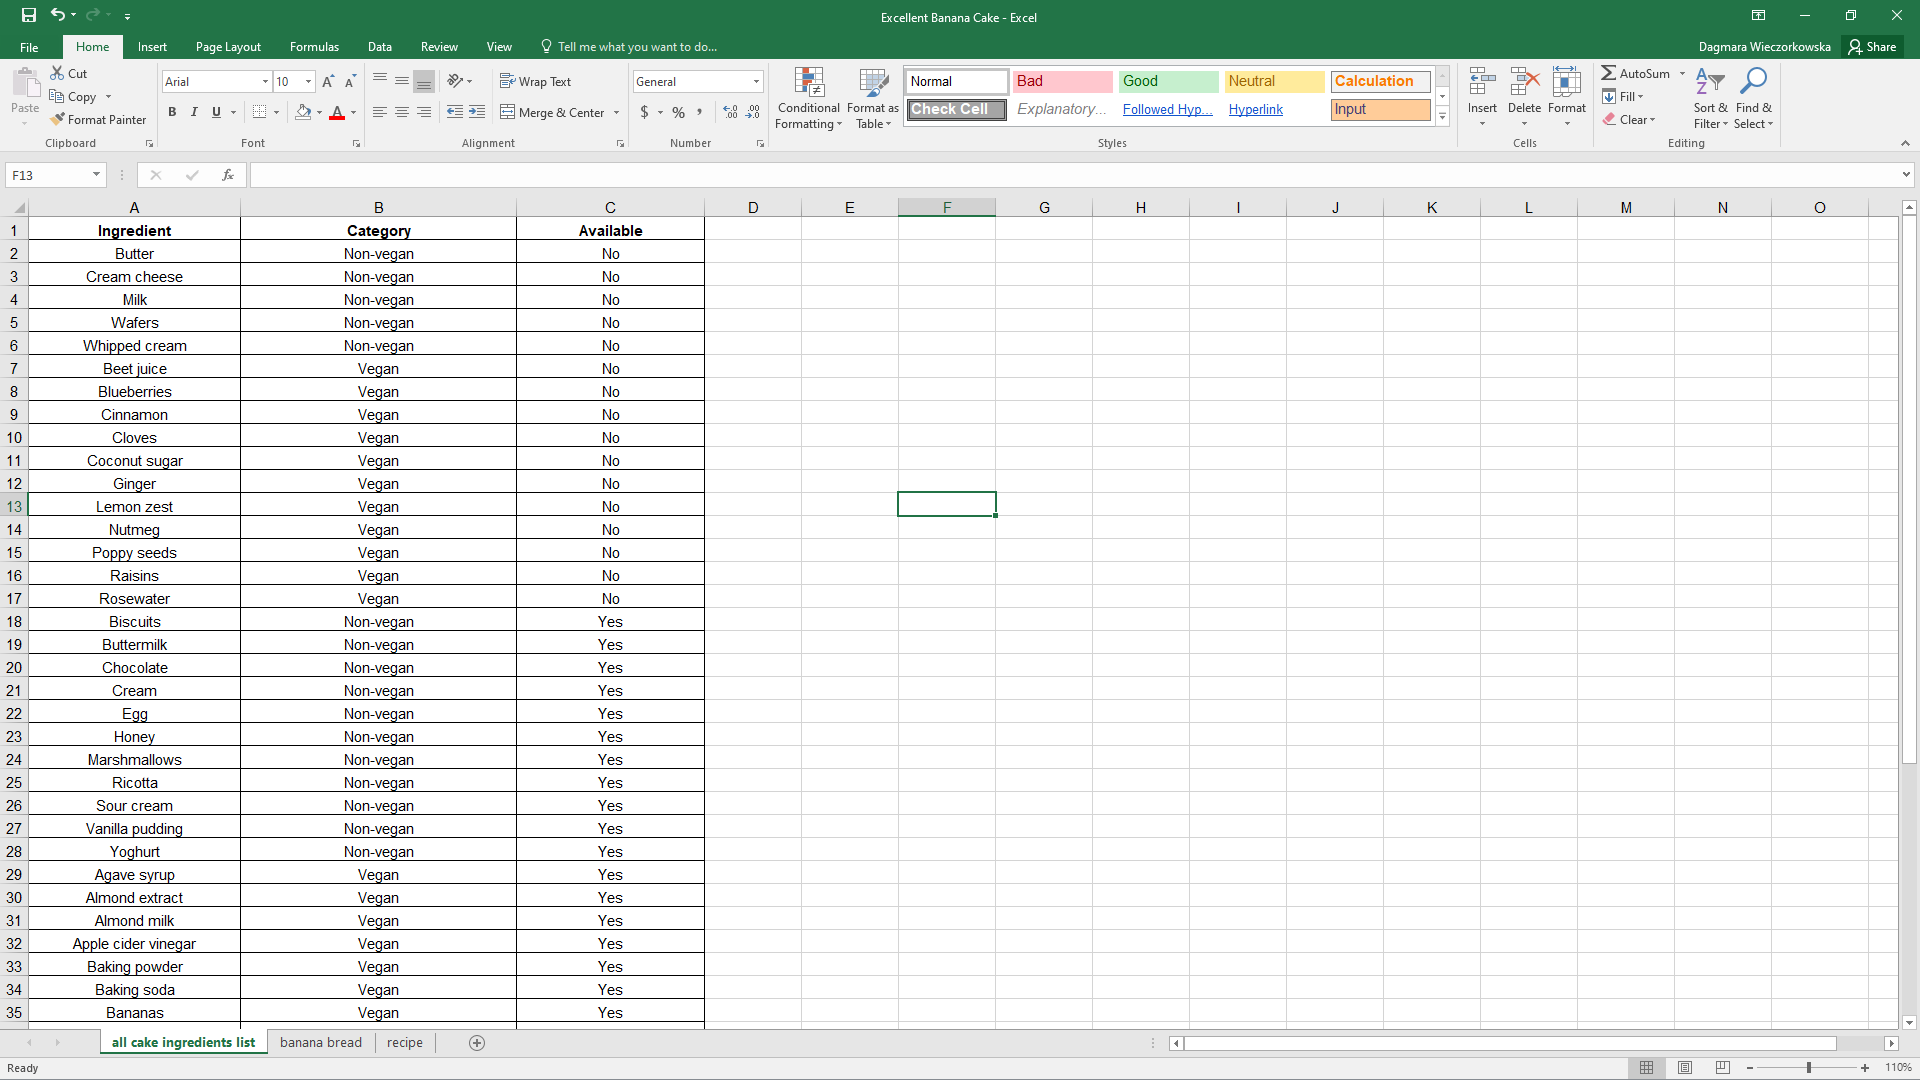 Excellent Banana Cake - Excel
File Home Insert Page Layout Formulas Data Review View Tell me what you want to do... Dagmara Wieczorkowska Share
Paste Cut Copy Format Painter
Clipboard
Arial 10
B I U A
Font
Wrap Text
Merge & Center
Alignment
General
$ % ,
Number
Conditional Formatting
Format as Table
Normal Bad Good Neutral Calculation
Check Cell Explanatory... Followed Hyp... Hyperlink Input
Styles
Insert Delete Format
Cells
AutoSum
Fill
Clear
Sort & Filter
Find & Select
Editing
F13 fx
A B C D E F G H I J K L M N O
1 Ingredient Category Available
2 Butter Non-vegan No
3 Cream cheese Non-vegan No
4 Milk Non-vegan No
5 Wafers Non-vegan No
6 Whipped cream Non-vegan No
7 Beet juice Vegan No
8 Blueberries Vegan No
9 Cinnamon Vegan No
10 Cloves Vegan No
11 Coconut sugar Vegan No
12 Ginger Vegan No
13 Lemon zest Vegan No
14 Nutmeg Vegan No
15 Poppy seeds Vegan No
16 Raisins Vegan No
17 Rosewater Vegan No
18 Biscuits Non-vegan Yes
19 Buttermilk Non-vegan Yes
20 Chocolate Non-vegan Yes
21 Cream Non-vegan Yes
22 Egg Non-vegan Yes
23 Honey Non-vegan Yes
24 Marshmallows Non-vegan Yes
25 Ricotta Non-vegan Yes
26 Sour cream Non-vegan Yes
27 Vanilla pudding Non-vegan Yes
28 Yoghurt Non-vegan Yes
29 Agave syrup Vegan Yes
30 Almond extract Vegan Yes
31 Almond milk Vegan Yes
32 Apple cider vinegar Vegan Yes
33 Baking powder Vegan Yes
34 Baking soda Vegan Yes
35 Bananas Vegan Yes
all cake ingredients list banana bread recipe
Ready 110%